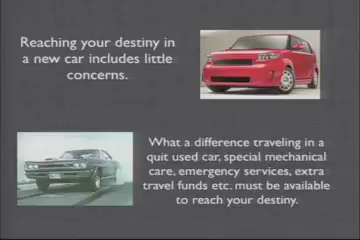 Reaching your destiny in
a new car includes little
concerns.
What a difference traveling in a
quit used car, special mechanical
care, emergency services, extra
travel funds etc. must be available
to reach your destiny.